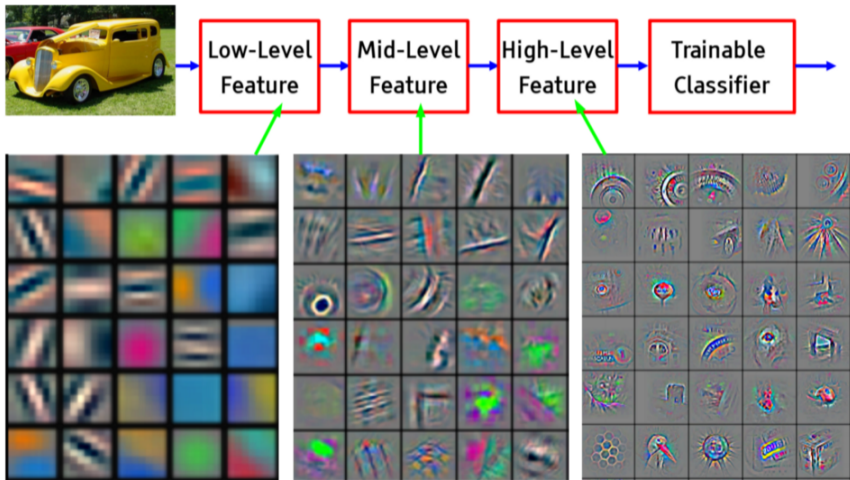 Low-Level
Feature
Mid-Level
Feature
High-Level
Feature
Trainable
Classifier